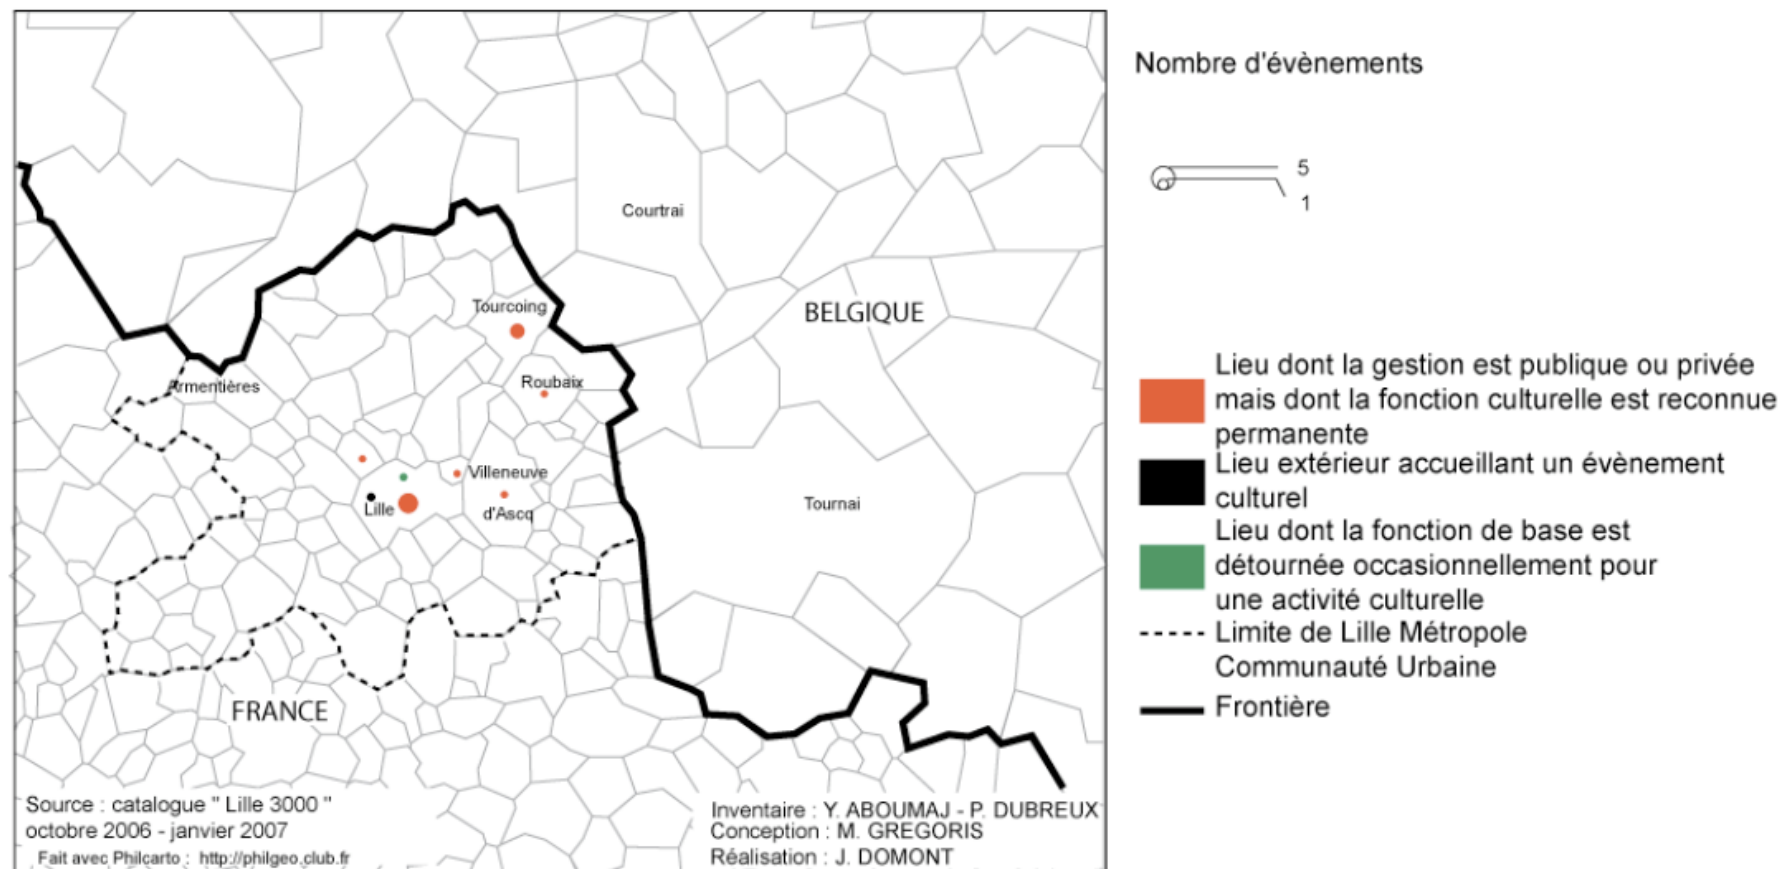 Nombre d'évènements
5
1
Courtrai
Tourcoing
BELGIQUE
Armentières
Roubaix
Villeneuve
d'Ascq
Lille
Tournai
FRANCE
Lieu dont la gestion est publique ou privée
mais dont la fonction culturelle est reconnue
permanente
Lieu extérieur accueillant un évènement
culturel
Lieu dont la fonction de base est
détournée occasionnellement pour
une activité culturelle
Limite de Lille Métropole
Communauté Urbaine
Frontière
Source : catalogue " Lille 3000 "
octobre 2006 - janvier 2007
Fait avec Philcarto : http://philgeo.club.fr
Inventaire : Y. ABOUMAJ - P. DUBREUX
Conception : M. GREGORIS
Réalisation : J. DOMONT